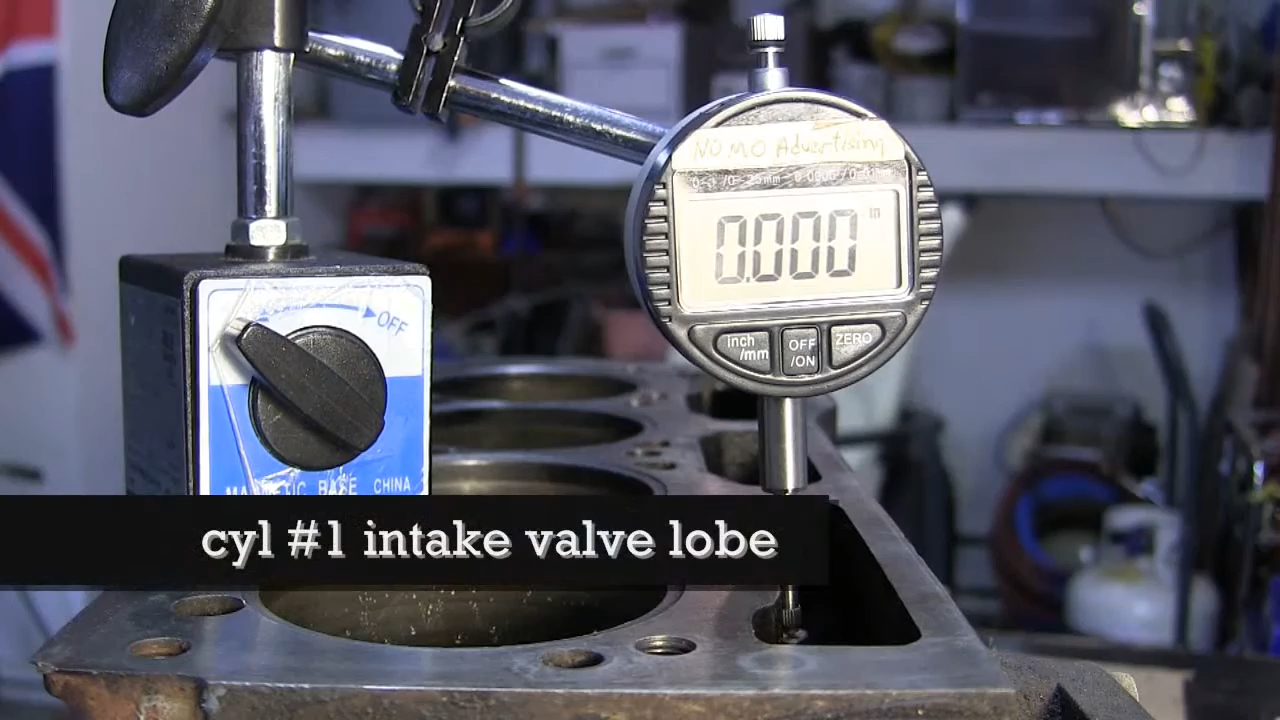 NO MO Advertising
0.000 in
inch
/mm
OFF
/ON
ZERO
OFF
MAGNETIC BASE CHINA
cyl #1 intake valve lobe